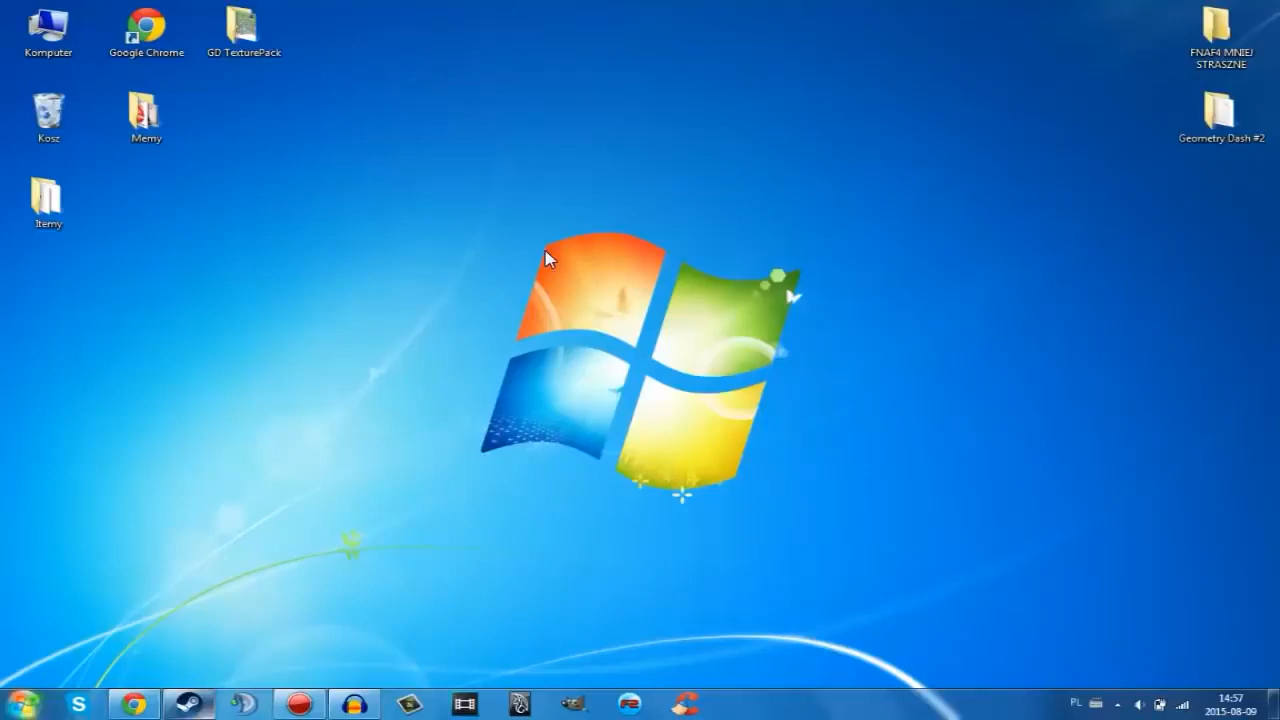 Komputer
Google Chrome
GD TexturePack
FNAF4 MNIEJ
STRASZNE
Kosz
Memy
Geometry Dash #2
Itemy
PL
14:57
2015-08-09